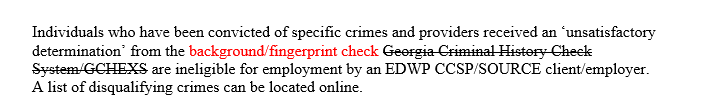 Individuals who have been convicted of specific crimes and providers received an ‘unsatisfactory
determination’ from the background/fingerprint check Georgia Criminal History Check
System/GCHEXS are ineligible for employment by an EDWP CCSP/SOURCE client/employer.
A list of disqualifying crimes can be located online.